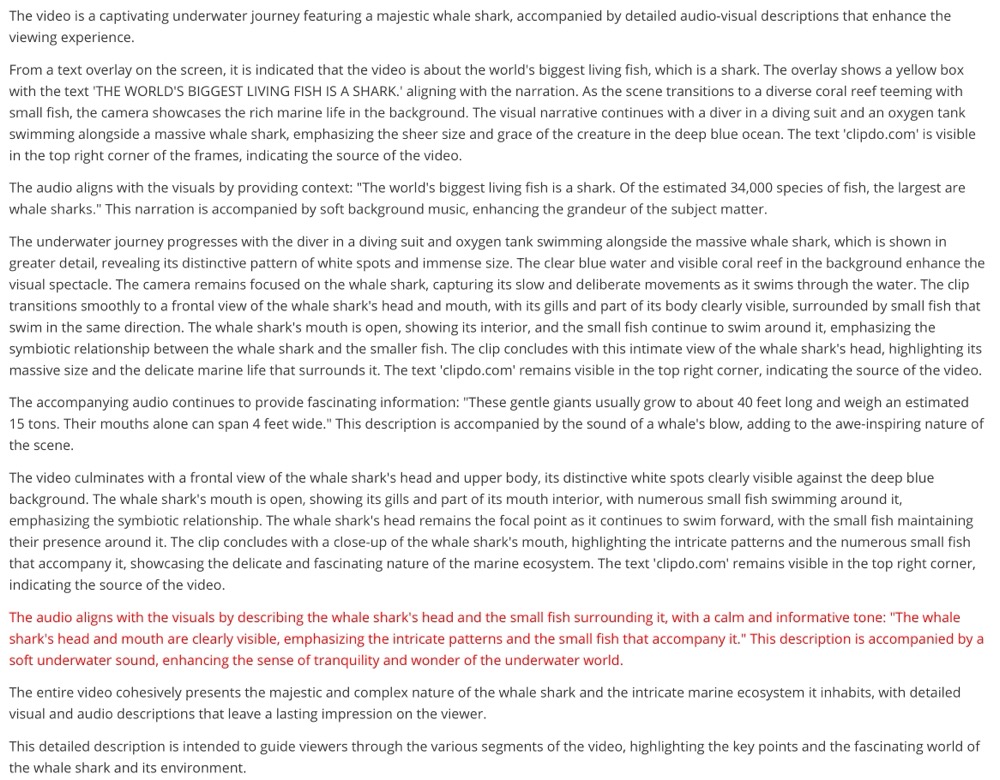 The video is a captivating underwater journey featuring a majestic whale shark, accompanied by detailed audio-visual descriptions that enhance the
viewing experience.
From a text overlay on the screen, it is indicated that the video is about the world's biggest living fish, which is a shark. The overlay shows a yellow box
with the text 'THE WORLD'S BIGGEST LIVING FISH IS A SHARK.' aligning with the narration. As the scene transitions to a diverse coral reef teeming with
small fish, the camera showcases the rich marine life in the background. The visual narrative continues with a diver in a diving suit and an oxygen tank
swimming alongside a massive whale shark, emphasizing the sheer size and grace of the creature in the deep blue ocean. The text 'clipdo.com' is visible
in the top right corner of the frames, indicating the source of the video.
The audio aligns with the visuals by providing context: "The world's biggest living fish is a shark. Of the estimated 34,000 species of fish, the largest are
whale sharks." This narration is accompanied by soft background music, enhancing the grandeur of the subject matter.
The underwater journey progresses with the diver in a diving suit and oxygen tank swimming alongside the massive whale shark, which is shown in
greater detail, revealing its distinctive pattern of white spots and immense size. The clear blue water and visible coral reef in the background enhance the
visual spectacle. The camera remains focused on the whale shark, capturing its slow and deliberate movements as it swims through the water. The clip
transitions smoothly to a frontal view of the whale shark's head and mouth, with its gills and part of its body clearly visible, surrounded by small fish that
swim in the same direction. The whale shark's mouth is open, showing its interior, and the small fish continue to swim around it, emphasizing the
symbiotic relationship between the whale shark and the smaller fish. The clip concludes with this intimate view of the whale shark's head, highlighting its
massive size and the delicate marine life that surrounds it. The text 'clipdo.com' remains visible in the top right corner, indicating the source of the video.
The accompanying audio continues to provide fascinating information: "These gentle giants usually grow to about 40 feet long and weigh an estimated
15 tons. Their mouths alone can span 4 feet wide." This description is accompanied by the sound of a whale's blow, adding to the awe-inspiring nature of
the scene.
The video culminates with a frontal view of the whale shark's head and upper body, its distinctive white spots clearly visible against the deep blue
background. The whale shark's mouth is open, showing its gills and part of its mouth interior, with numerous small fish swimming around it,
emphasizing the symbiotic relationship. The whale shark's head remains the focal point as it continues to swim forward, with the small fish maintaining
their presence around it. The clip concludes with a close-up of the whale shark's mouth, highlighting the intricate patterns and the numerous small fish
that accompany it, showcasing the delicate and fascinating nature of the marine ecosystem. The text 'clipdo.com' remains visible in the top right corner,
indicating the source of the video.
The audio aligns with the visuals by describing the whale shark's head and the small fish surrounding it, with a calm and informative tone: "The whale
shark's head and mouth are clearly visible, emphasizing the intricate patterns and the small fish that accompany it." This description is accompanied by a
soft underwater sound, enhancing the sense of tranquility and wonder of the underwater world.
The entire video cohesively presents the majestic and complex nature of the whale shark and the intricate marine ecosystem it inhabits, with detailed
visual and audio descriptions that leave a lasting impression on the viewer.
This detailed description is intended to guide viewers through the various segments of the video, highlighting the key points and the fascinating world of
the whale shark and its environment.